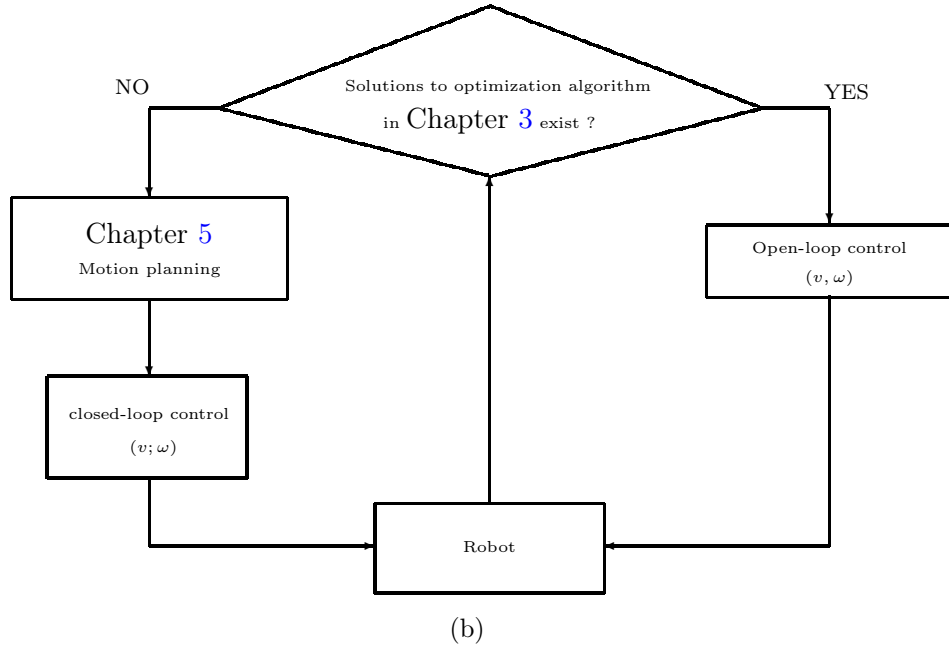 NO
Solutions to optimization algorithm
in Chapter 3 exist ?
YES
Chapter 5
Motion planning
Open-loop control
(v, ω)
closed-loop control
(v; ω)
Robot
(b)